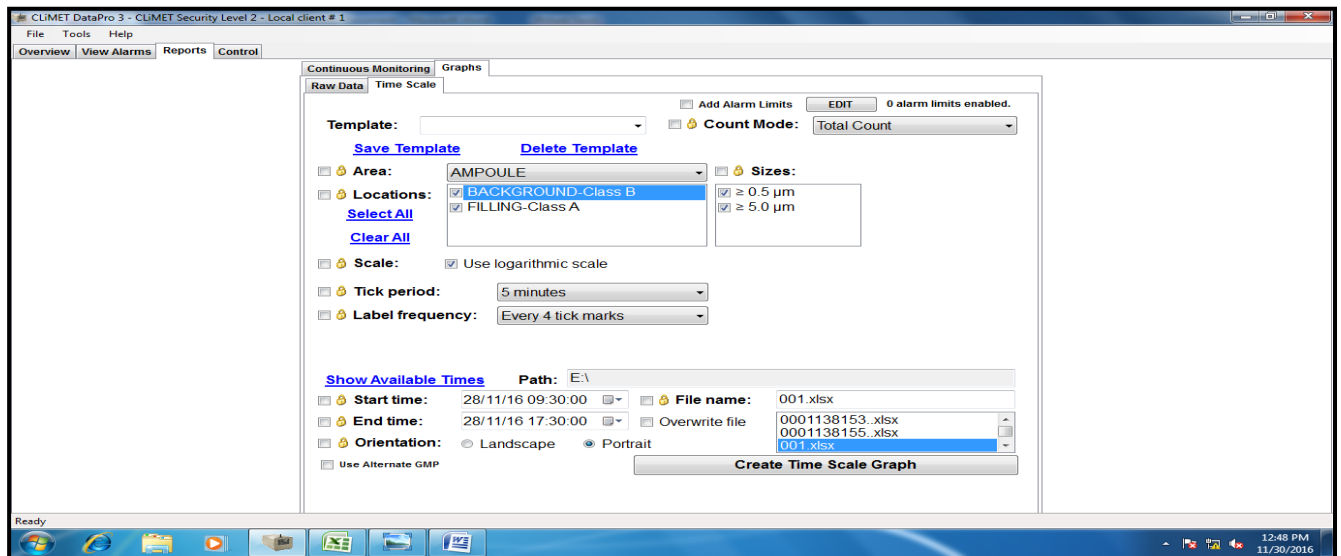 CLiMET DataPro 3 - CLiMET Security Level 2 - Local client # 1
File Tools Help
Overview View Alarms Reports Control
Continuous Monitoring Graphs
Raw Data Time Scale
Add Alarm Limits EDIT 0 alarm limits enabled.
Template: Count Mode: Total Count
Save Template Delete Template
Area: AMPOULE Sizes:
Locations: BACKGROUND-Class B ≥ 0.5 µm
Select All FILLING-Class A ≥ 5.0 µm
Clear All
Scale: Use logarithmic scale
Tick period: 5 minutes
Label frequency: Every 4 tick marks
Show Available Times Path: E:\
Start time: 28/11/16 09:30:00 File name: 001.xlsx
End time: 28/11/16 17:30:00 Overwrite file 0001138153..xlsx
0001138155..xlsx
Orientation: Landscape Portrait 001.xlsx
Use Alternate GMP Create Time Scale Graph
Ready
12:48 PM
11/30/2016